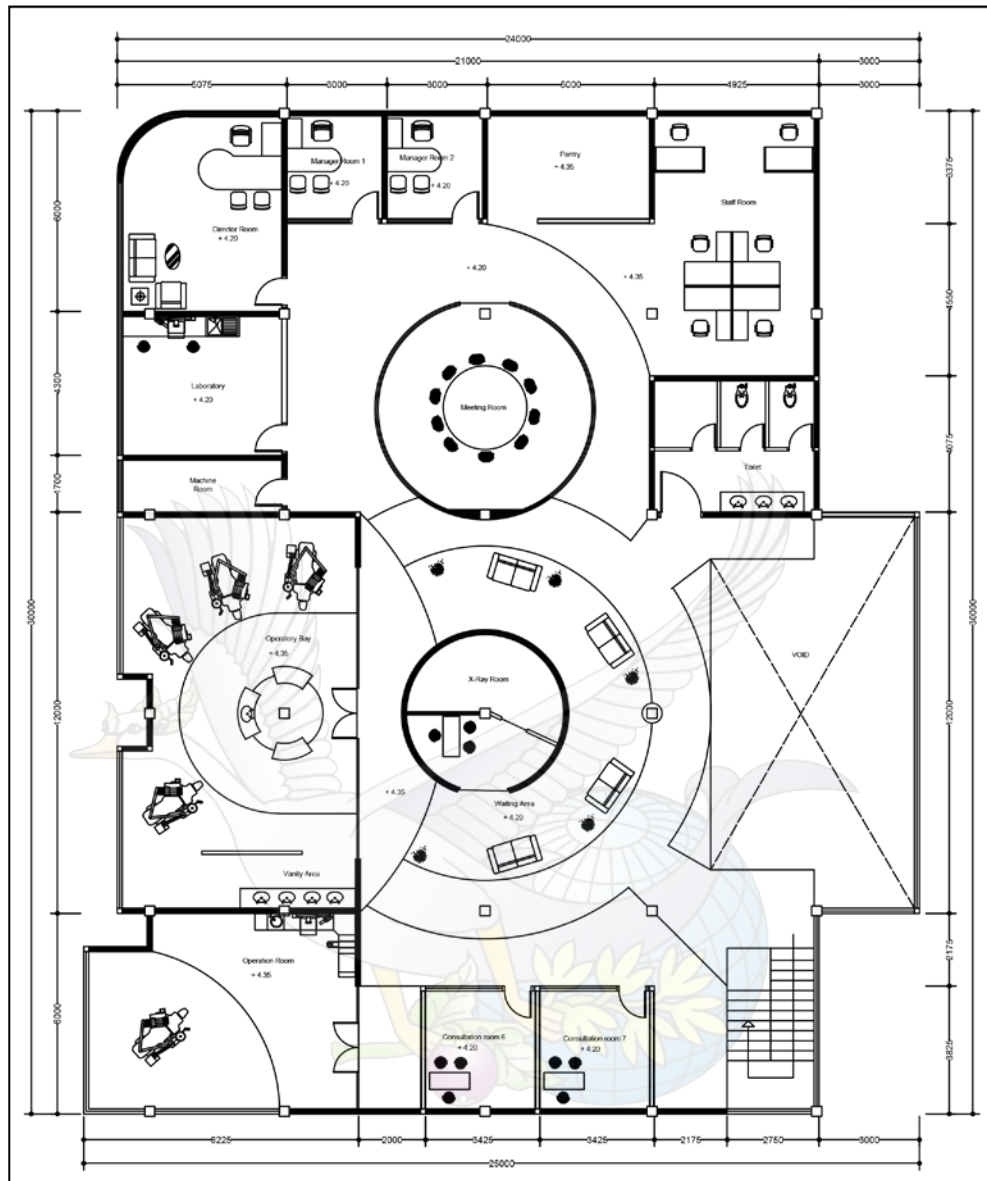 24000
21000
3000
5075
3000
3000
5000
4925
3000
Manager Room 1
+ 4.20
Manager Room 2
+ 4.20
Pantry
+ 4.35
Staff Room
Director Room
+ 4.20
+ 4.20
+ 4.35
Laboratory
+ 4.20
Meeting Room
Machine
Room
Toilet
Operatory Bay
+ 4.35
X-Ray Room
VOID
+ 4.35
Waiting Area
+ 4.20
Vanity Area
Operation Room
+ 4.35
Consultation room 6
+ 4.20
Consultation room 7
+ 4.20
6000
4300
1700
12000
6000
30000
3375
4550
4075
12000
2175
3825
30000
8225
2000
3425
3425
2175
2750
3000
25000